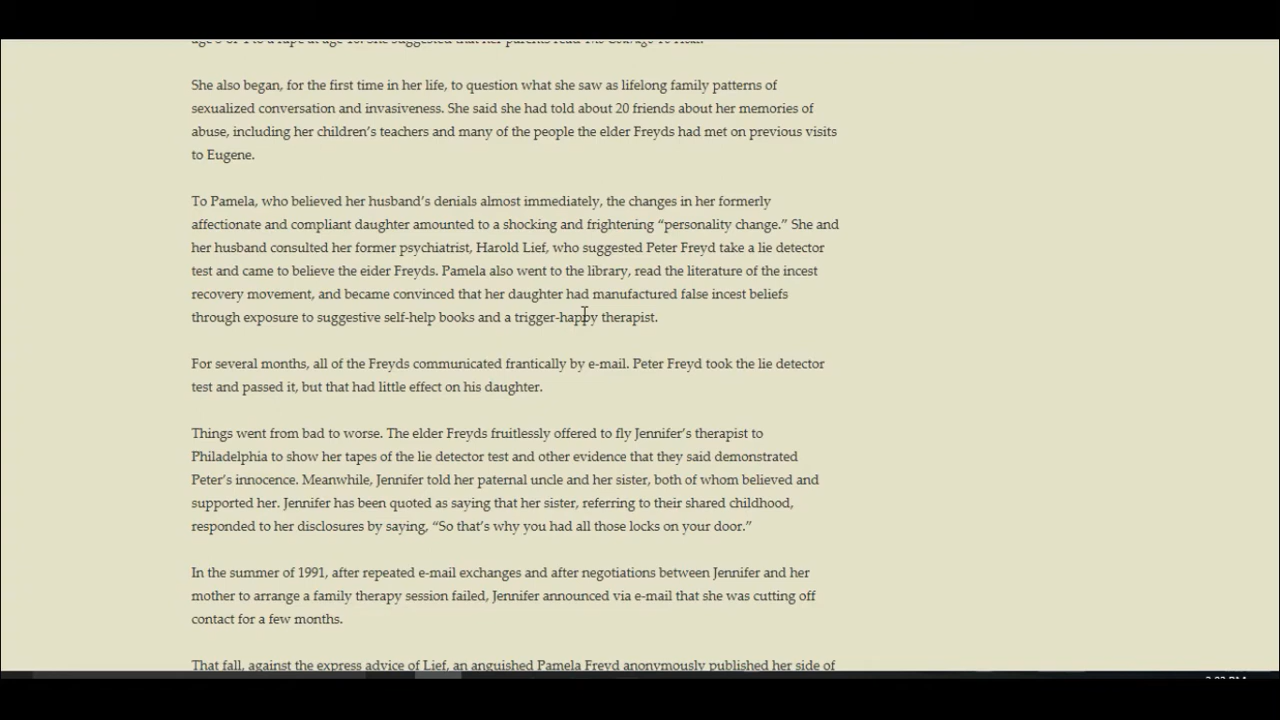 She also began, for the first time in her life, to question what she saw as lifelong family patterns of
sexualized conversation and invasiveness. She said she had told about 20 friends about her memories of
abuse, including her children's teachers and many of the people the elder Freyds had met on previous visits
to Eugene.
To Pamela, who believed her husband's denials almost immediately, the changes in her formerly
affectionate and compliant daughter amounted to a shocking and frightening “personality change.” She and
her husband consulted her former psychiatrist, Harold Lief, who suggested Peter Freyd take a lie detector
test and came to believe the eider Freyds. Pamela also went to the library, read the literature of the incest
recovery movement, and became convinced that her daughter had manufactured false incest beliefs
through exposure to suggestive self-help books and a trigger-happy therapist.
For several months, all of the Freyds communicated frantically by e-mail. Peter Freyd took the lie detector
test and passed it, but that had little effect on his daughter.
Things went from bad to worse. The elder Freyds fruitlessly offered to fly Jennifer's therapist to
Philadelphia to show her tapes of the lie detector test and other evidence that they said demonstrated
Peter's innocence. Meanwhile, Jennifer told her paternal uncle and her sister, both of whom believed and
supported her. Jennifer has been quoted as saying that her sister, referring to their shared childhood,
responded to her disclosures by saying, “So that's why you had all those locks on your door.”
In the summer of 1991, after repeated e-mail exchanges and after negotiations between Jennifer and her
mother to arrange a family therapy session failed, Jennifer announced via e-mail that she was cutting off
contact for a few months.
That fall, against the express advice of Lief, an anguished Pamela Freyd anonymously published her side of